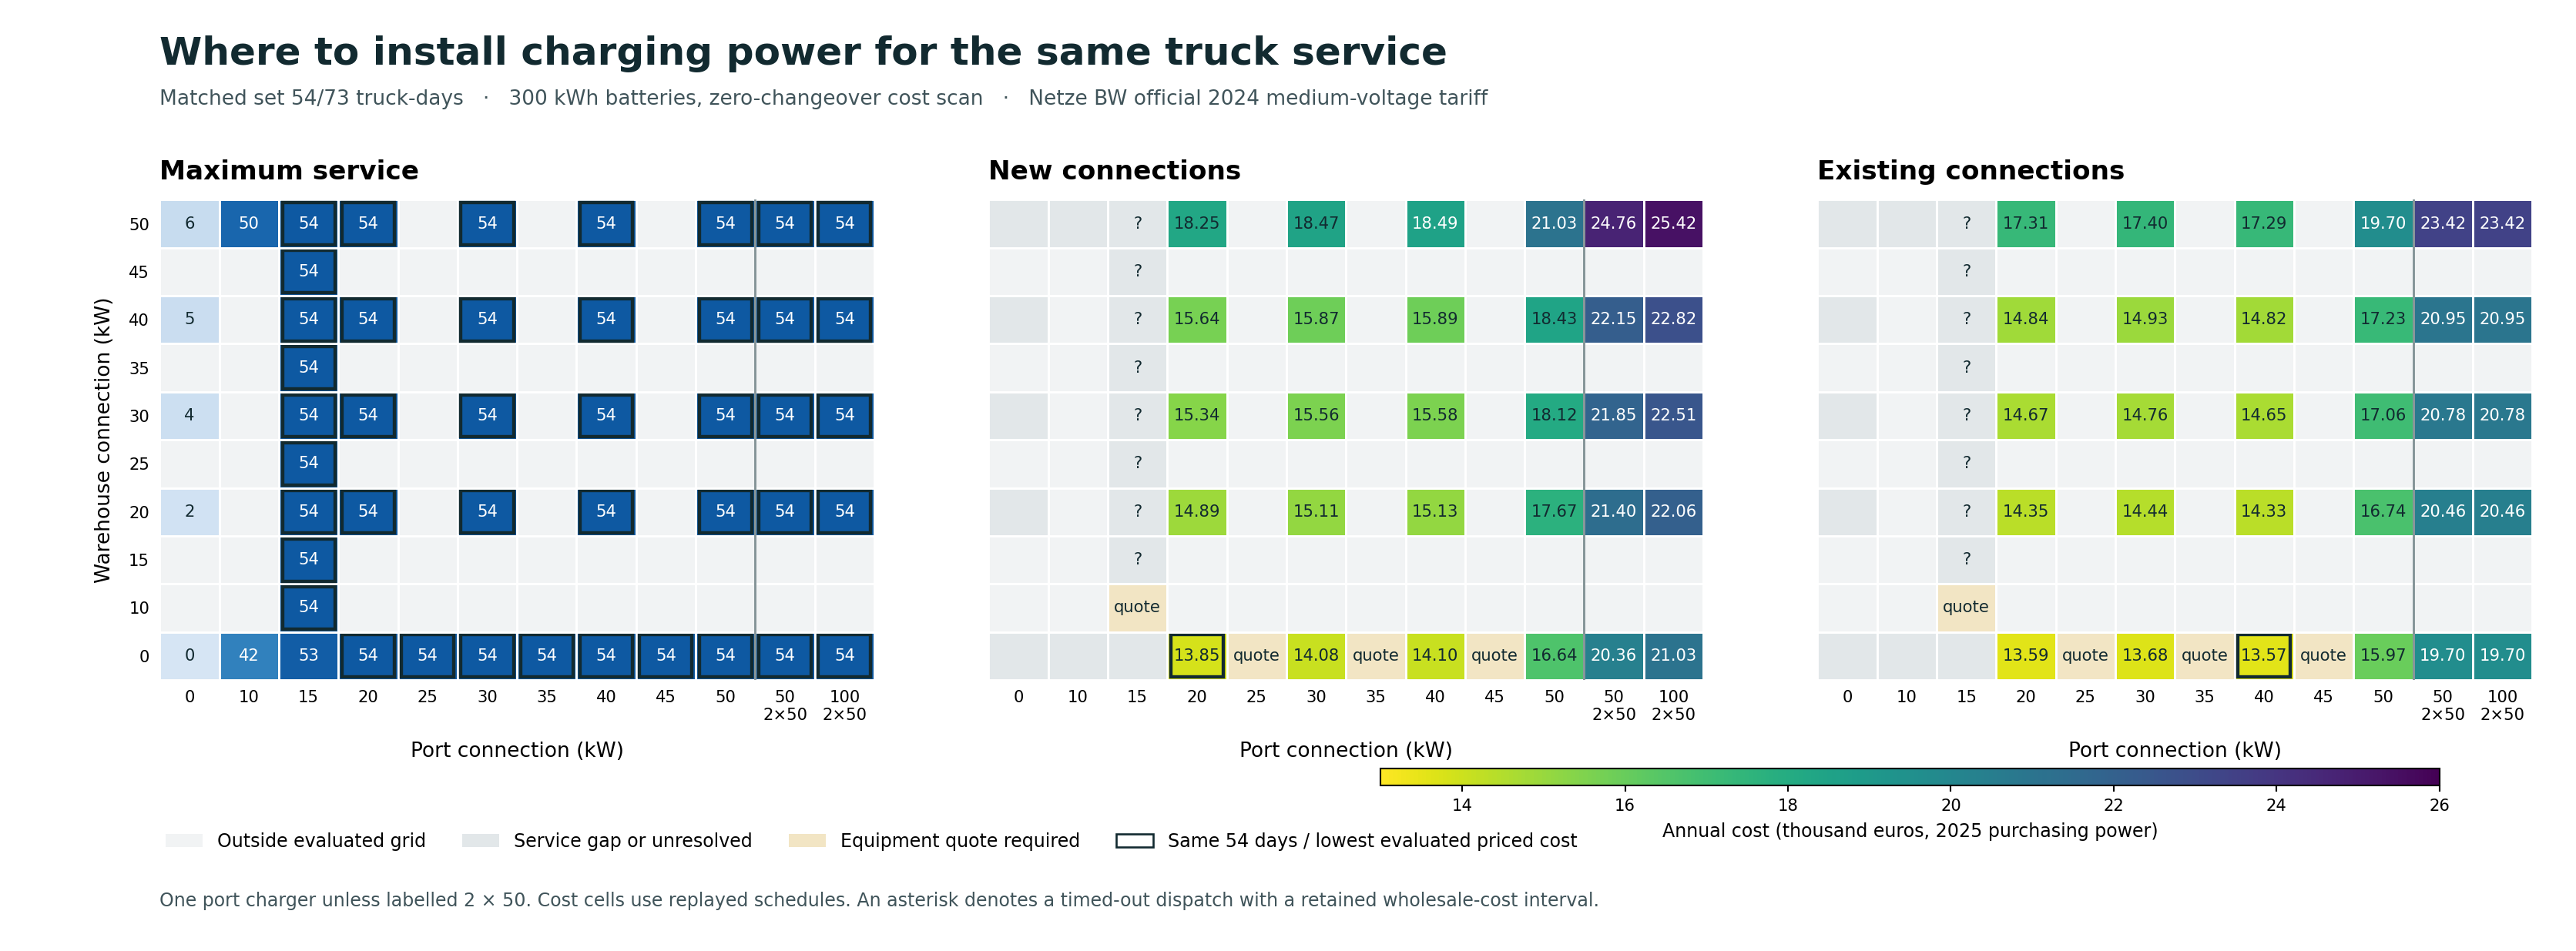 Where to install charging power for the same truck service
Matched set 54/73 truck-days · 300 kWh batteries, zero-changeover cost scan · Netze BW official 2024 medium-voltage tariff
Maximum service
Warehouse connection (kW)
50 6 50 54 54 54 54 54 54 54
45 54
40 5 54 54 54 54 54 54 54
35 54
30 4 54 54 54 54 54 54 54
25 54
20 2 54 54 54 54 54 54 54
15 54
10 54
0 0 42 53 54 54 54 54 54 54 54 54 54
0 10 15 20 25 30 35 40 45 50 50 100
2×50 2×50
Port connection (kW)
New connections
? 18.25 18.47 18.49 21.03 24.76 25.42
?
? 15.64 15.87 15.89 18.43 22.15 22.82
?
? 15.34 15.56 15.58 18.12 21.85 22.51
?
? 14.89 15.11 15.13 17.67 21.40 22.06
?
quote
13.85 quote 14.08 quote 14.10 quote 16.64 20.36 21.03
0 10 15 20 25 30 35 40 45 50 50 100
2×50 2×50
Port connection (kW)
Existing connections
? 17.31 17.40 17.29 19.70 23.42 23.42
?
? 14.84 14.93 14.82 17.23 20.95 20.95
?
? 14.67 14.76 14.65 17.06 20.78 20.78
?
? 14.35 14.44 14.33 16.74 20.46 20.46
?
quote
13.59 quote 13.68 quote 13.57 quote 15.97 19.70 19.70
0 10 15 20 25 30 35 40 45 50 50 100
2×50 2×50
Port connection (kW)
14 16 18 20 22 24 26
Annual cost (thousand euros, 2025 purchasing power)
Outside evaluated grid
Service gap or unresolved
Equipment quote required
Same 54 days / lowest evaluated priced cost
One port charger unless labelled 2 × 50. Cost cells use replayed schedules. An asterisk denotes a timed-out dispatch with a retained wholesale-cost interval.